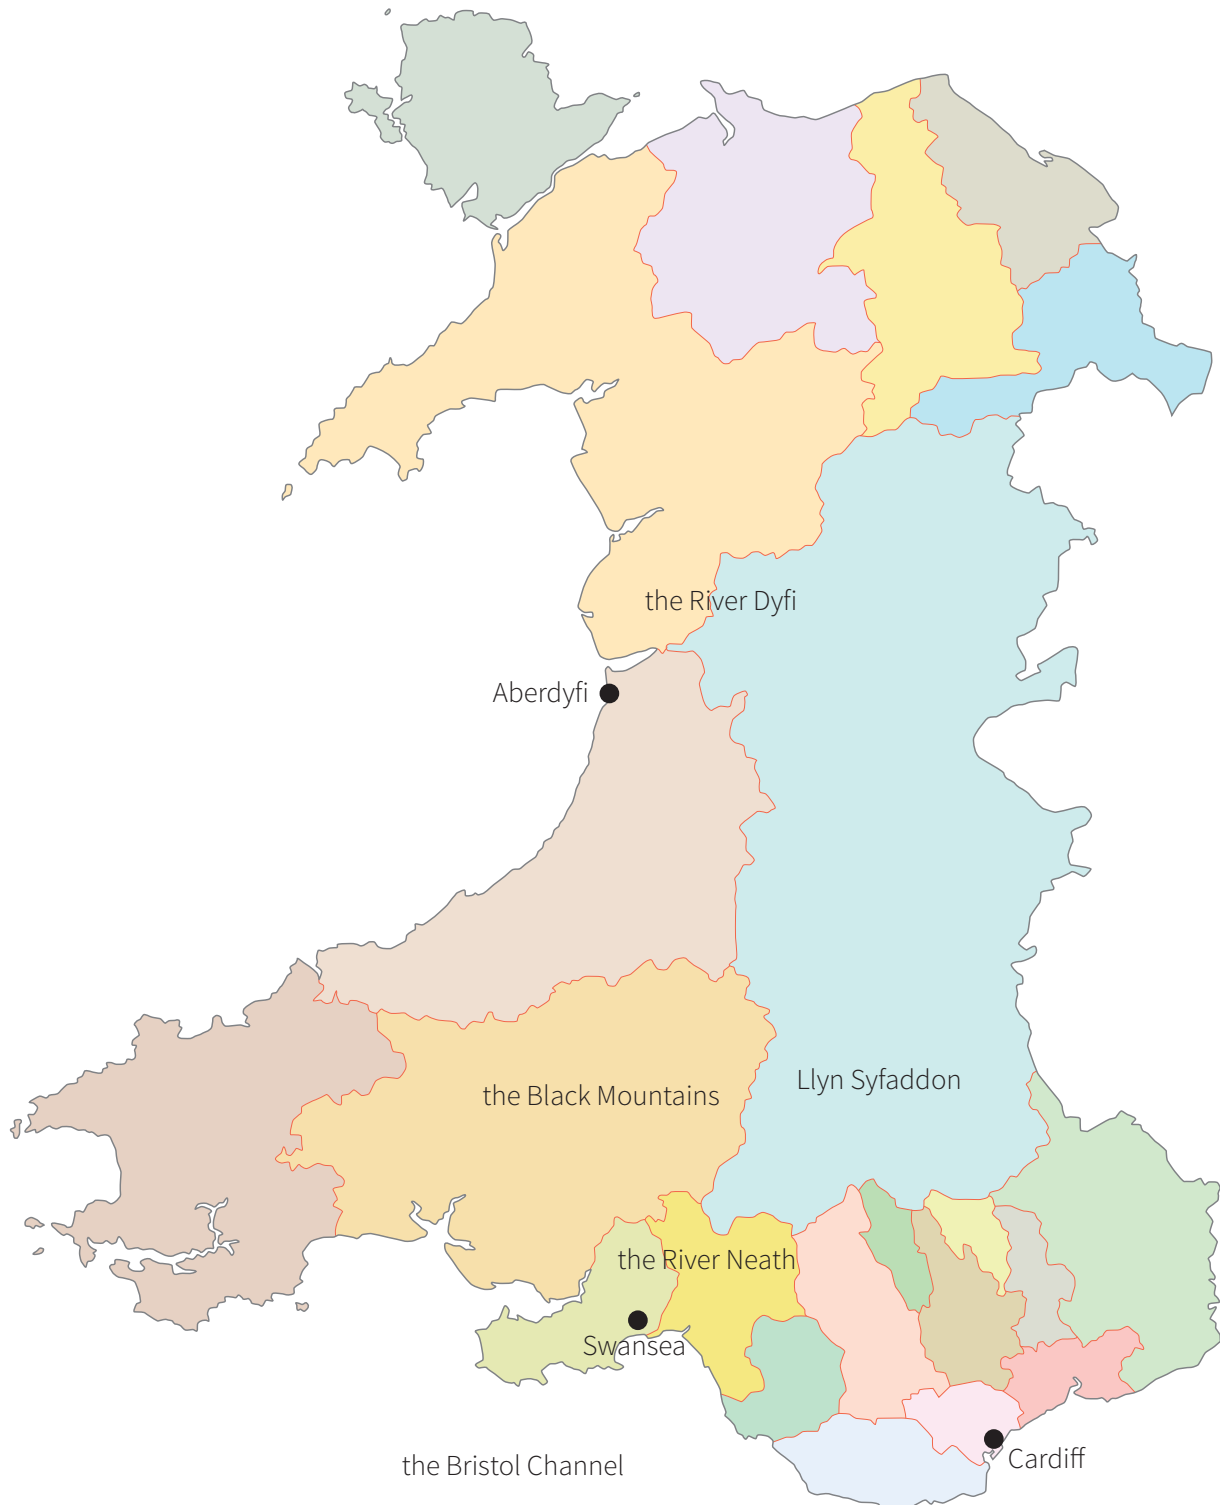 the River Dyfi
Aberdyfi
Llyn Syfaddon
the Black Mountains
the River Neath
Swansea
the Bristol Channel
Cardiff